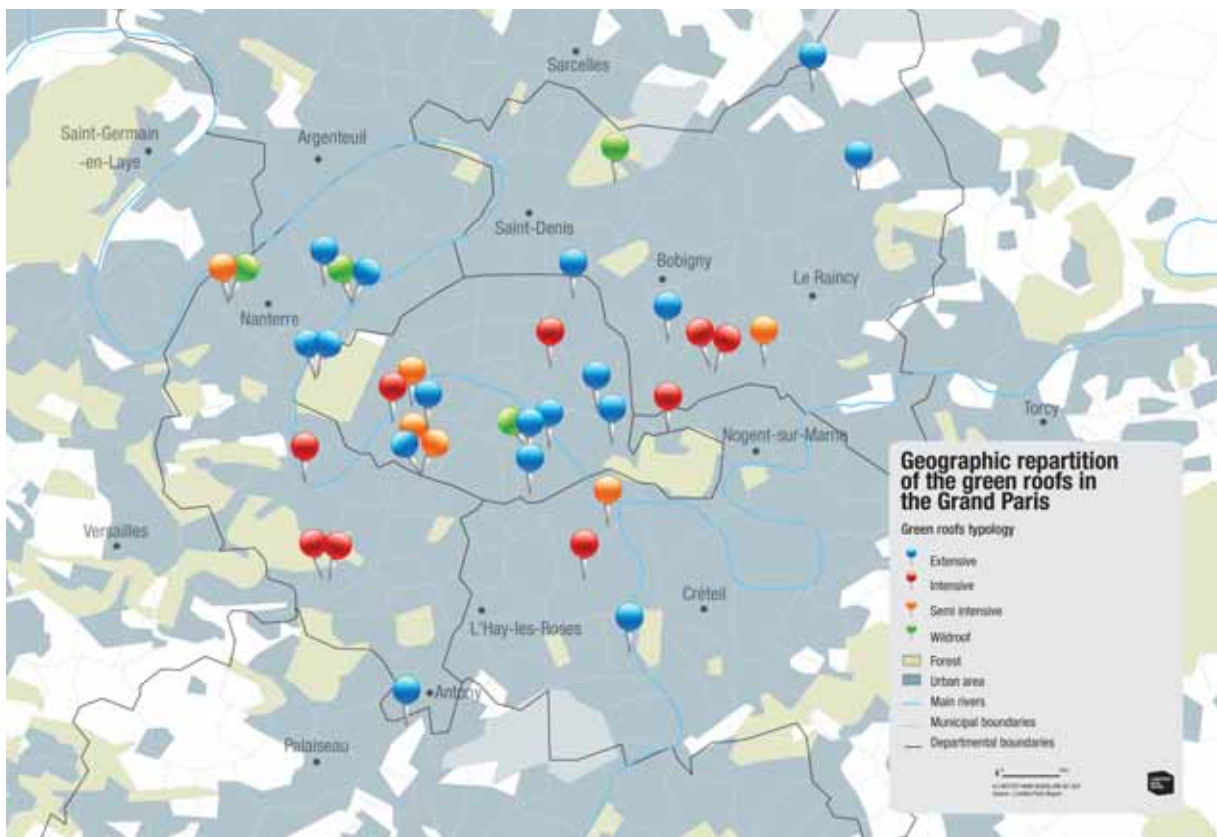 Sarcelles
Saint-Germain
-en-Laye
Argenteuil
Saint-Denis
Bobigny
Le Raincy
Nanterre
Torcy
Nogent-sur-Marne
Versailles
Créteil
L'Hay-les-Roses
Antony
Palaiseau
Geographic repartition
of the green roofs in
the Grand Paris
Green roofs typology
Extensive
Intensive
Semi intensive
Wildroof
Forest
Urban area
Main rivers
Municipal boundaries
Departmental boundaries